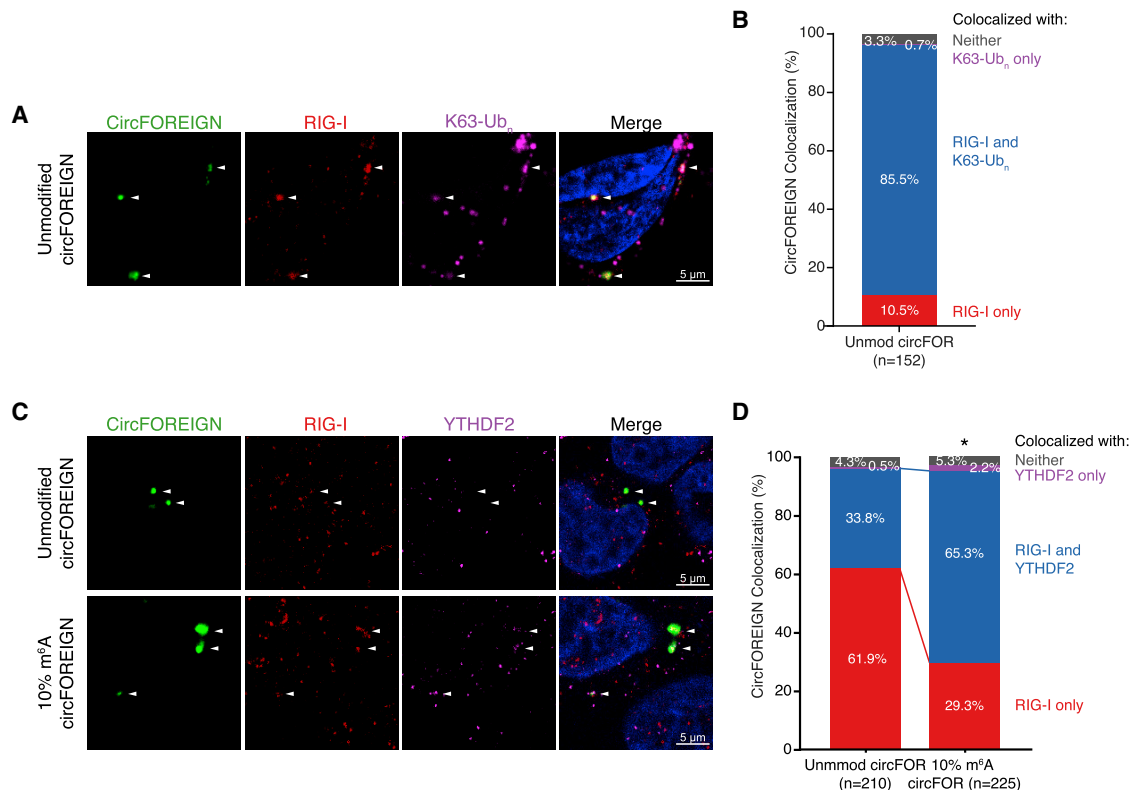 A
CircFOREIGN RIG-I K63-Ubn Merge
Unmodified
circFOREIGN
5 µm
B
Colocalized with:
CircFOREIGN Colocalization (%)
100
80
60
40
20
0
3.3% 0.7%
85.5%
10.5%
Neither
K63-Ubn only
RIG-I and
K63-Ubn
RIG-I only
Unmod circFOR
(n=152)
C
CircFOREIGN RIG-I YTHDF2 Merge
Unmodified
circFOREIGN
5 µm
10% m⁶A
circFOREIGN
5 µm
D
*
Colocalized with:
CircFOREIGN Colocalization (%)
100
80
60
40
20
0
4.3% 0.5%
33.8%
61.9%
5.3% 2.2%
65.3%
29.3%
Neither
YTHDF2 only
RIG-I and
YTHDF2
RIG-I only
Unmmod circFOR
(n=210)
10% m⁶A
circFOR (n=225)